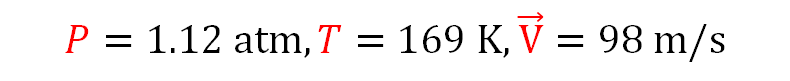 P = 1.12 atm, T = 169 K, V⃗ = 98 m/s